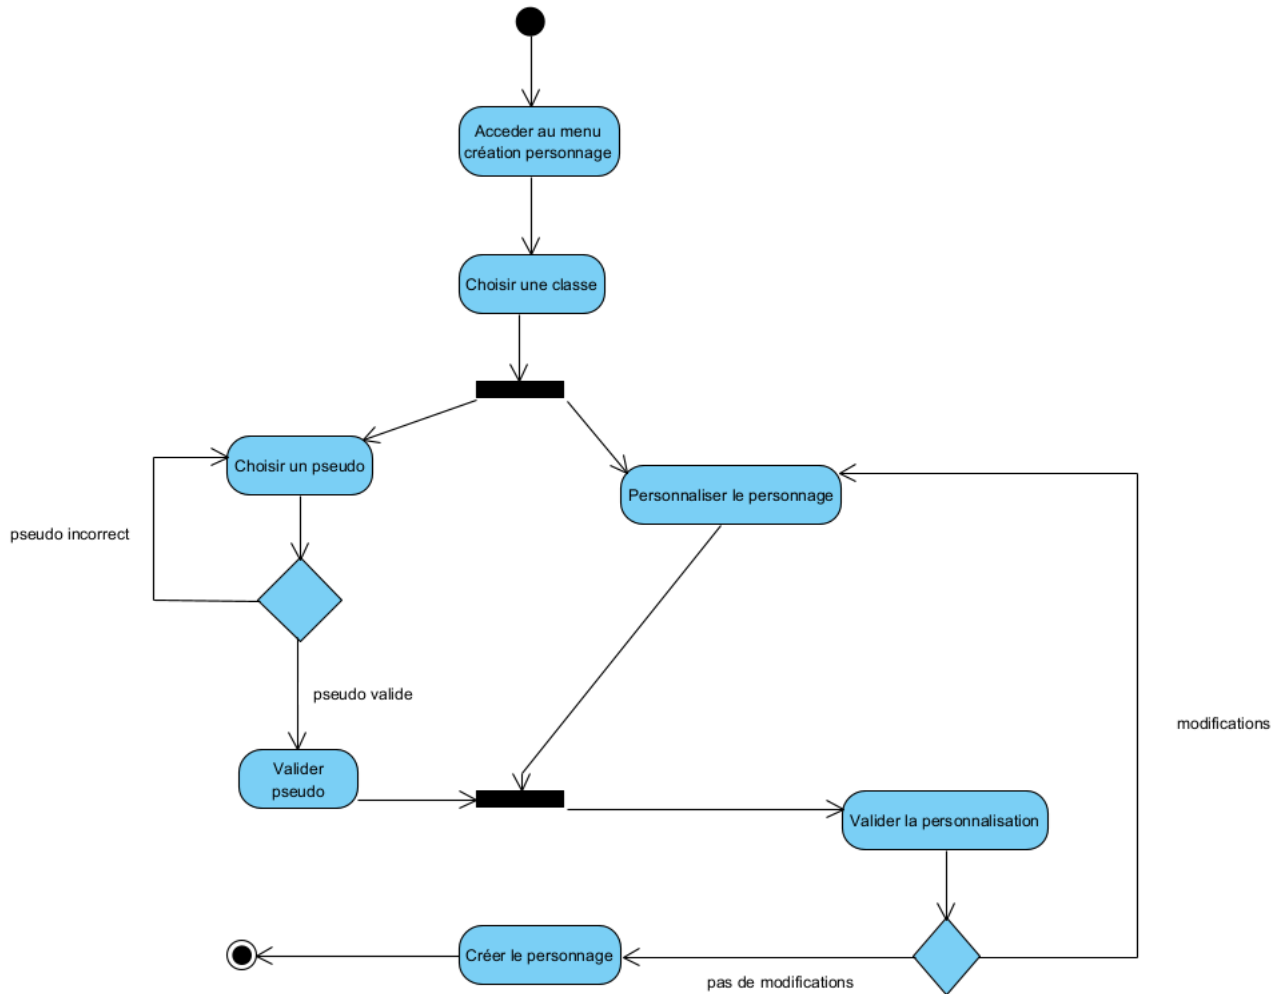 Acceder au menu
création personnage
Choisir une classe
Choisir un pseudo
Personnaliser le personnage
pseudo incorrect
pseudo valide
modifications
Valider
pseudo
Valider la personnalisation
Créer le personnage
pas de modifications